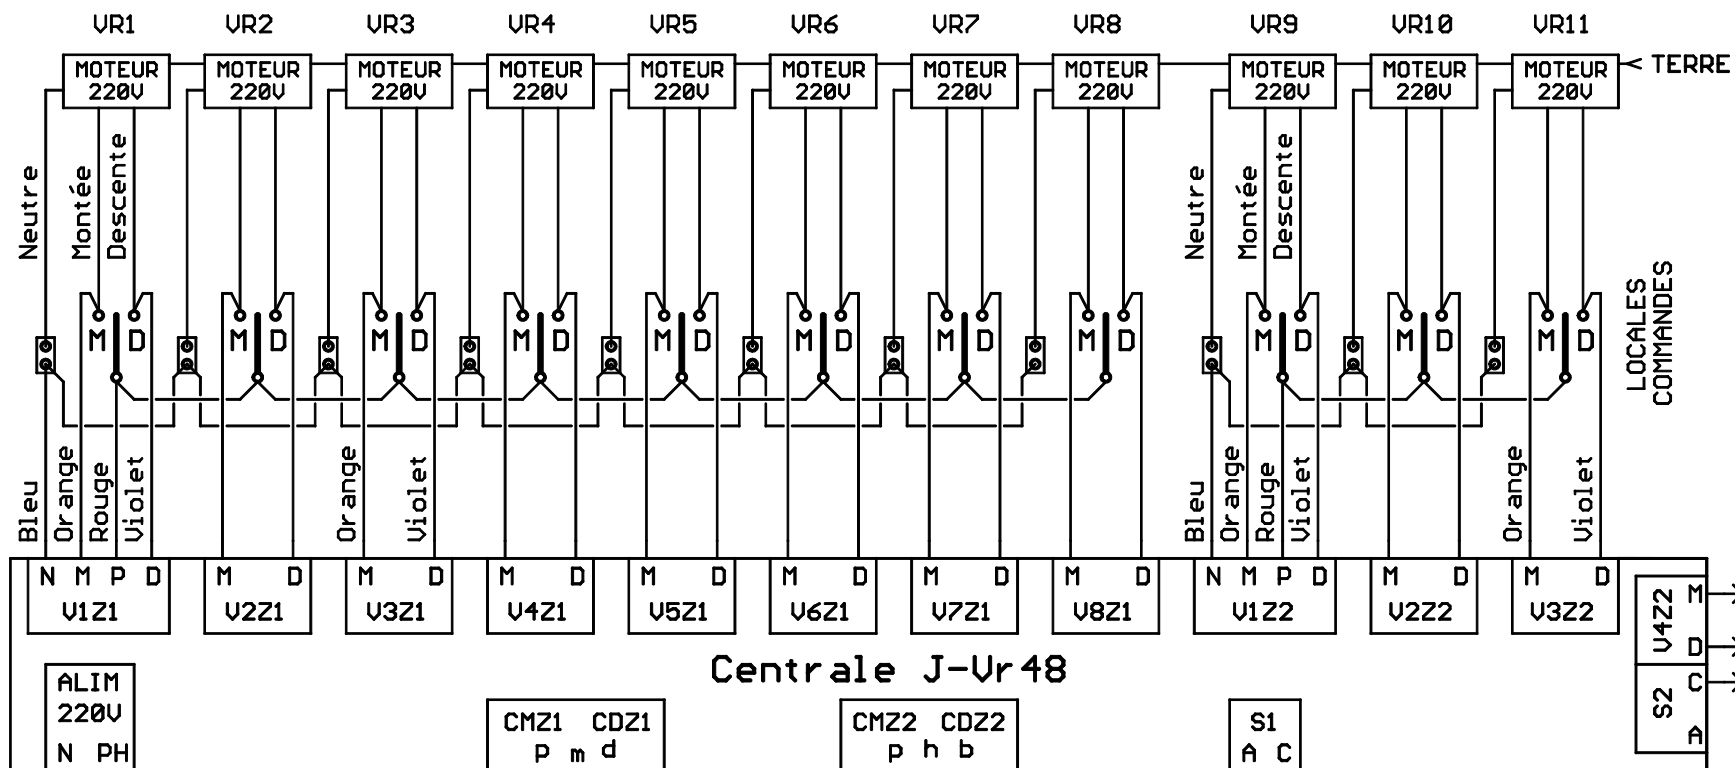 VR1 VR2 VR3 VR4 VR5 VR6 VR7 VR8 VR9 VR10 VR11
MOTEUR MOTEUR MOTEUR MOTEUR MOTEUR MOTEUR MOTEUR MOTEUR MOTEUR MOTEUR MOTEUR < TERRE
220V 220V 220V 220V 220V 220V 220V 220V 220V 220V 220V
Neutre
Montée
Descente
Neutre
Montée
Descente
M D M D M D M D M D M D M D M D M D M D M D
LOCALES
COMMANDES
Bleu
Orange
Rouge
Violet
Orange
Violet
Bleu
Orange
Rouge
Violet
Orange
Violet
N M P D M D M D M D M D M D M D M D N M P D M D M D
V1Z1 V2Z1 V3Z1 V4Z1 V5Z1 V6Z1 V7Z1 V8Z1 V1Z2 V2Z2 V3Z2
V4Z2
M
D
Centrale J-Vr48
ALIM
220V
N PH
CMZ1 CDZ1
p m d
CMZ2 CDZ2
p h b
S1
A C
S2
C
A